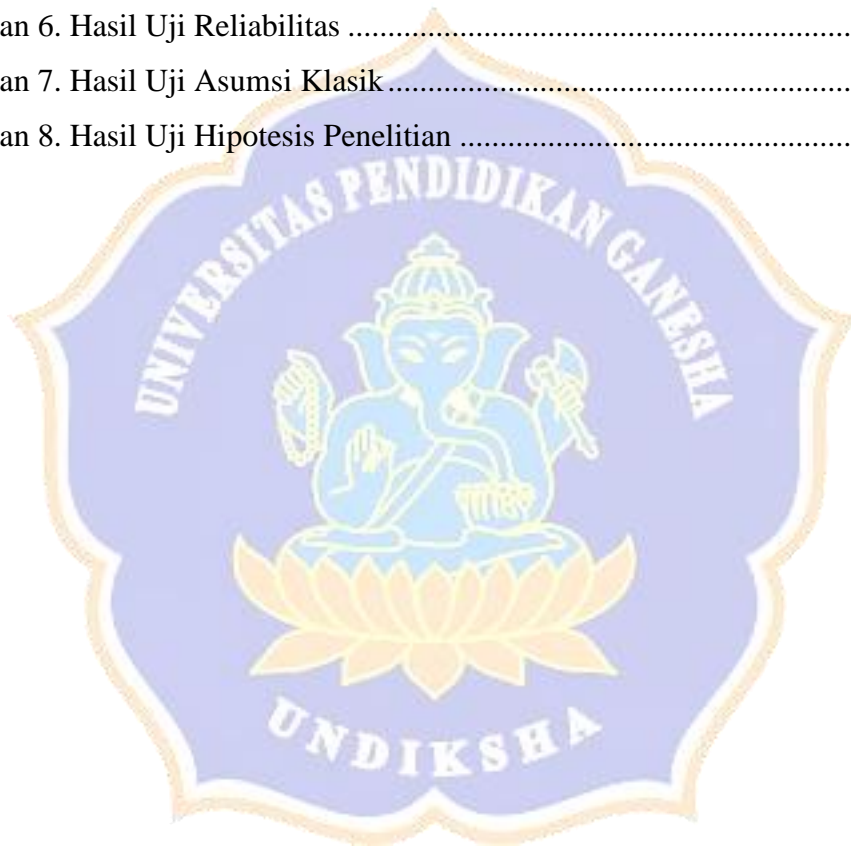 an 6. Hasil Uji Reliabilitas ............................................................
an 7. Hasil Uji Asumsi Klasik............................................................
an 8. Hasil Uji Hipotesis Penelitian ..................................................
UNIVERSITAS PENDIDIKAN GANESHA
UNDIKSHA